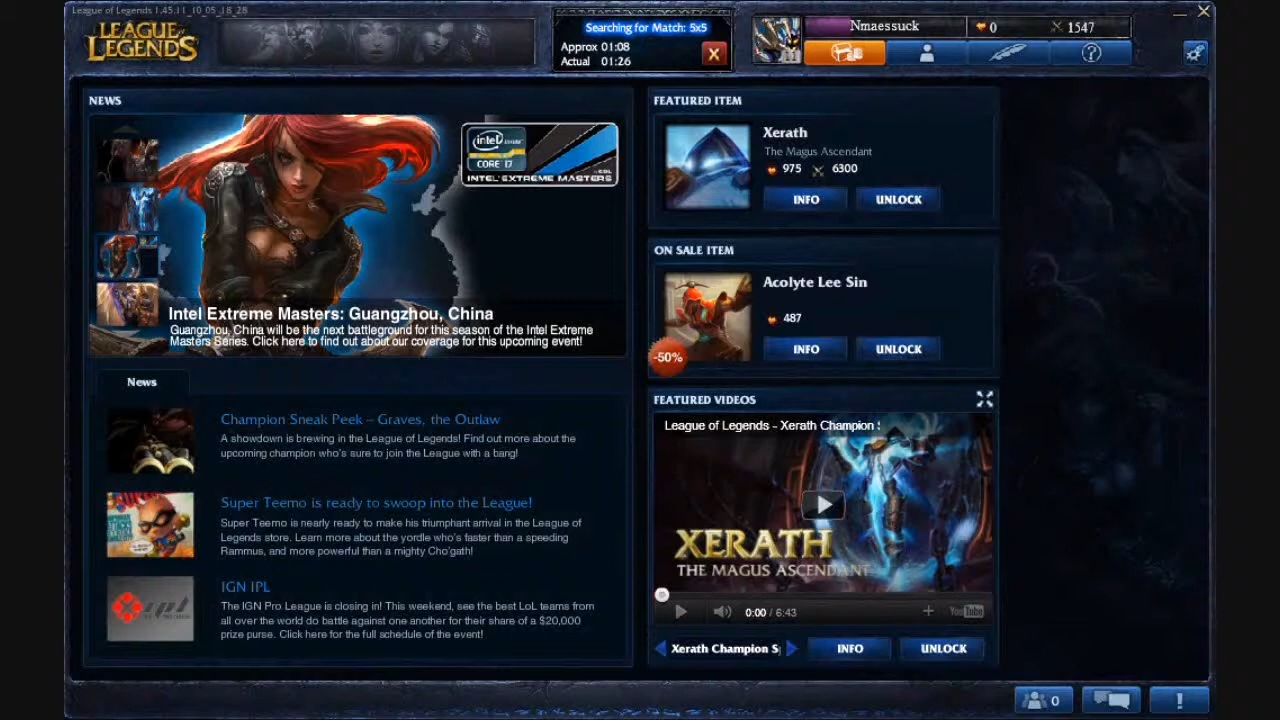 League of Legends 1.45.11_10_05_18_28
LEAGUE of LEGENDS
Searching for Match: 5x5
Approx 01:08
Actual 01:26
X
11
Nmaessuck
0
1547
NEWS
intel inside
CORE i7
ESL
INTEL EXTREME MASTERS
Intel Extreme Masters: Guangzhou, China
Guangzhou, China will be the next battleground for this season of the Intel Extreme
Masters Series. Click here to find out about our coverage for this upcoming event!
News
Champion Sneak Peek – Graves, the Outlaw
A showdown is brewing in the League of Legends! Find out more about the
upcoming champion who's sure to join the League with a bang!
Super Teemo is ready to swoop into the League!
Super Teemo is nearly ready to make his triumphant arrival in the League of
Legends store. Learn more about the yordle who's faster than a speeding
Rammus, and more powerful than a mighty Cho'gath!
IGN IPL
The IGN Pro League is closing in! This weekend, see the best LoL teams from
all over the world do battle against one another for their share of a $20,000
prize purse. Click here for the full schedule of the event!
FEATURED ITEM
Xerath
The Magus Ascendant
975 6300
INFO UNLOCK
ON SALE ITEM
Acolyte Lee Sin
487
-50%
INFO UNLOCK
FEATURED VIDEOS
League of Legends - Xerath Champion S
XERATH
THE MAGUS ASCENDANT
0:00 / 6:43
YouTube
Xerath Champion S
INFO UNLOCK
0